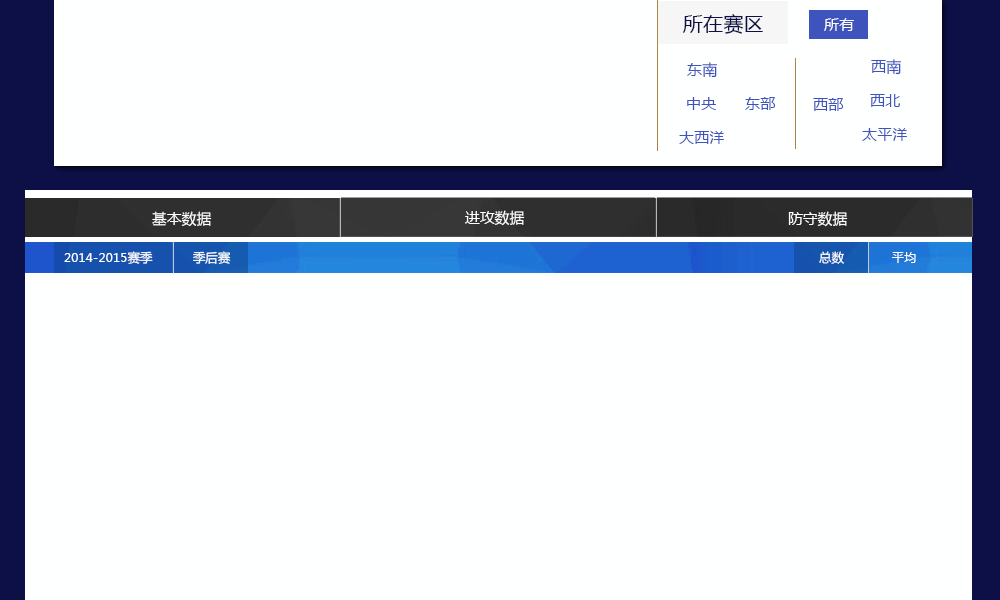 所在赛区 所有
东南 西南
中央 东部 西部 西北
大西洋 太平洋
基本数据 进攻数据 防守数据
2014-2015赛季 季后赛 总数 平均